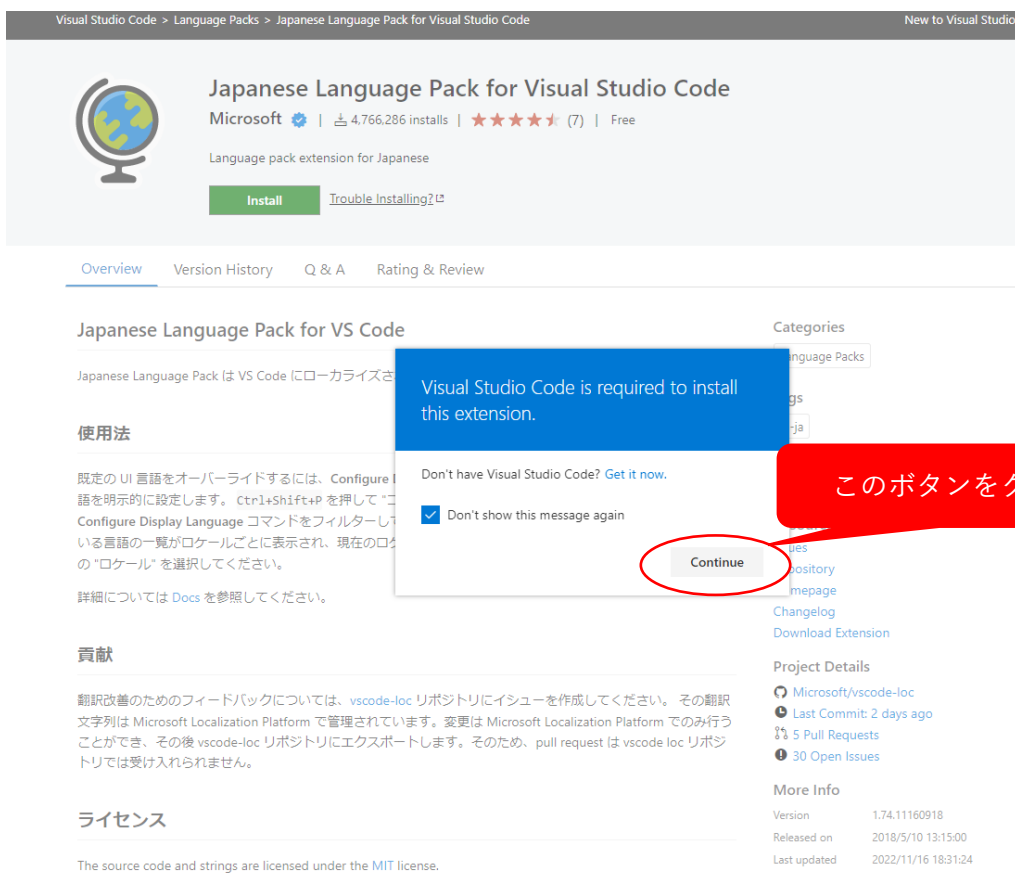 Visual Studio Code > Language Packs > Japanese Language Pack for Visual Studio Code
New to Visual Studio
Japanese Language Pack for Visual Studio Code
Microsoft | 4,766,286 installs | (7) | Free
Language pack extension for Japanese
Install
Trouble Installing?
Overview
Version History
Q & A
Rating & Review
Japanese Language Pack for VS Code
Japanese Language Pack は VS Code にローカライズさ
使用法
既定の UI 言語をオーバーライドするには、Configure
語を明示的に設定します。 Ctrl+Shift+P を押して "コ
Configure Display Language コマンドをフィルターして
いる言語の一覧がロケールごとに表示され、現在のロケ
の "ロケール" を選択してください。
詳細については Docs を参照してください。
貢献
翻訳改善のためのフィードバックについては、vscode-loc リポジトリにイシューを作成してください。 その翻訳
文字列は Microsoft Localization Platform で管理されています。変更は Microsoft Localization Platform でのみ行う
ことができ、その後 vscode-loc リポジトリにエクスポートします。そのため、pull request は vscode loc リポジ
トリでは受け入れられません。
ライセンス
The source code and strings are licensed under the MIT license.
Visual Studio Code is required to install
this extension.
Don't have Visual Studio Code? Get it now.
Don't show this message again
Continue
このボタンをク
Categories
nguage Packs
gs
-ja
ues
pository
mepage
Changelog
Download Extension
Project Details
Microsoft/vscode-loc
Last Commit: 2 days ago
5 Pull Requests
30 Open Issues
More Info
Version 1.74.11160918
Released on 2018/5/10 13:15:00
Last updated 2022/11/16 18:31:24